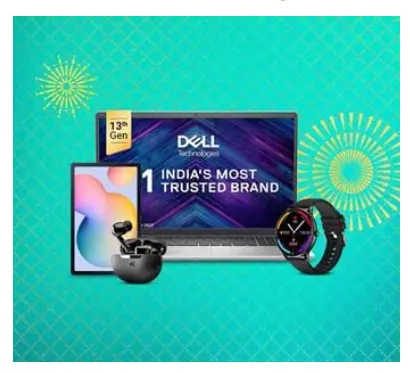 13th
Gen
DELL
Technologies
1 INDIA'S MOST
TRUSTED BRAND